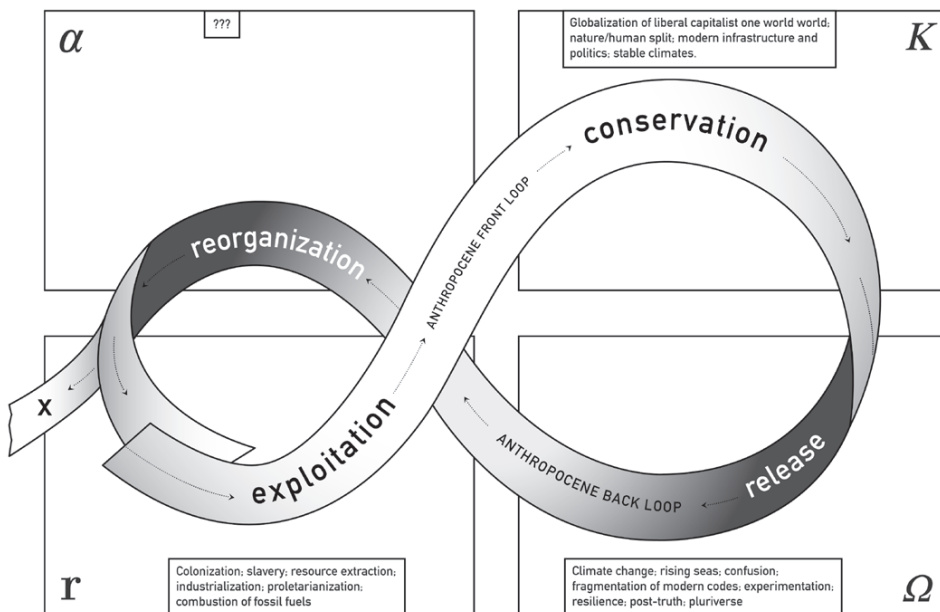 α
???
Globalization of liberal capitalist one world world;
nature/human split; modern infrastructure and
politics; stable climates.
K
conservation
ANTHROPOCENE FRONT LOOP
reorganization
x
exploitation
ANTHROPOCENE BACK LOOP
release
r
Colonization; slavery; resource extraction;
industrialization; proletarianization;
combustion of fossil fuels
Climate change; rising seas; confusion;
fragmentation of modern codes; experimentation;
resilience; post-truth; pluriverse
Ω